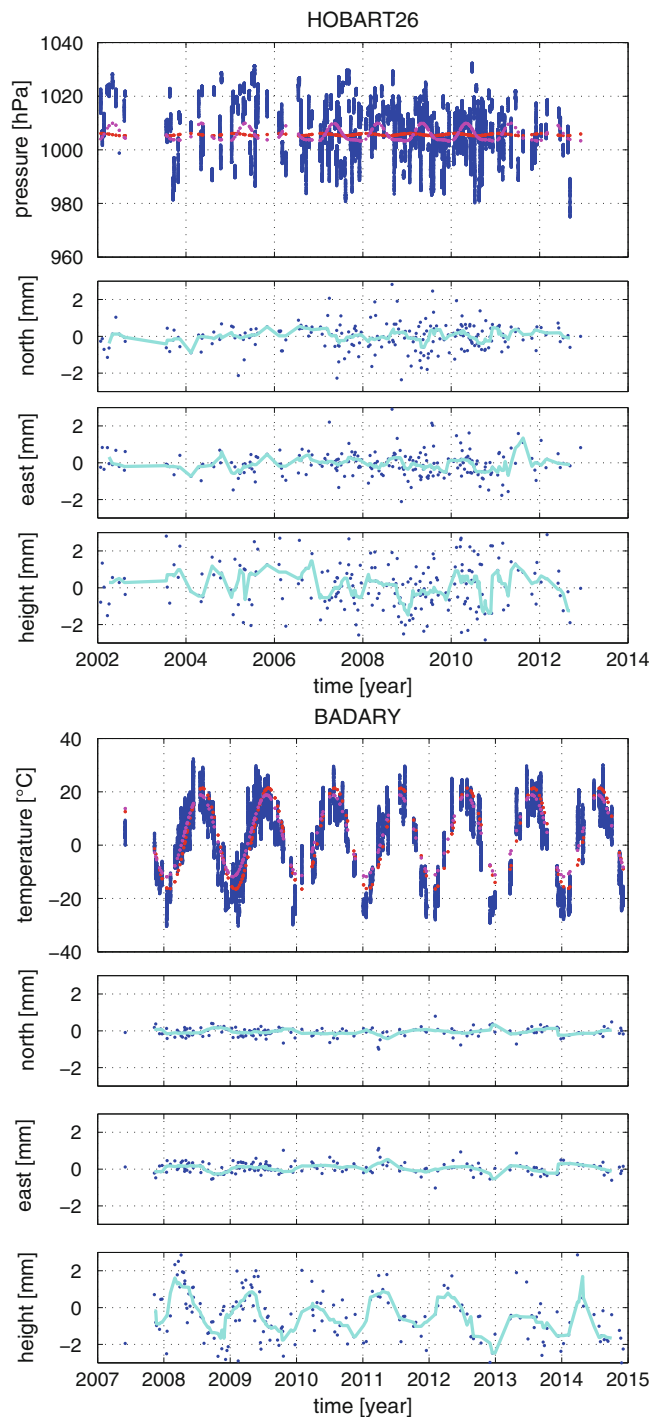 HOBART26
1040
1020
1000
980
960
pressure [hPa]
2
0
−2
north [mm]
2
0
−2
east [mm]
2
0
−2
height [mm]
2002 2004 2006 2008 2010 2012 2014
time [year]
BADARY
40
20
0
−20
−40
temperature [°C]
2
0
−2
north [mm]
2
0
−2
east [mm]
2
0
−2
height [mm]
2007 2008 2009 2010 2011 2012 2013 2014 2015
time [year]